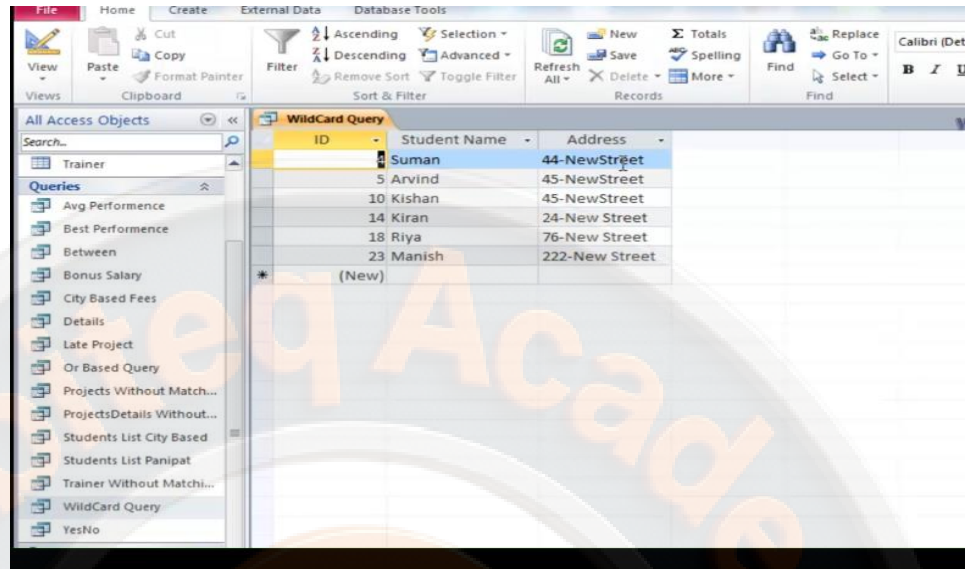 File Home Create External Data Database Tools
View
Views
Paste
Cut
Copy
Format Painter
Clipboard
Filter
Ascending
Descending
Remove Sort
Selection
Advanced
Toggle Filter
Sort & Filter
Refresh All
New
Save
Delete
Totals
Spelling
More
Records
Find
Replace
Go To
Select
Find
Calibri (Det
B I U
All Access Objects
Search...
Trainer
Queries
Avg Performence
Best Performence
Between
Bonus Salary
City Based Fees
Details
Late Project
Or Based Query
Projects Without Match...
ProjectsDetails Without...
Students List City Based
Students List Panipat
Trainer Without Matchi...
WildCard Query
YesNo
WildCard Query
ID Student Name Address
Suman 44-NewStreet
5 Arvind 45-NewStreet
10 Kishan 45-NewStreet
14 Kiran 24-New Street
18 Riya 76-New Street
23 Manish 222-New Street
(New)